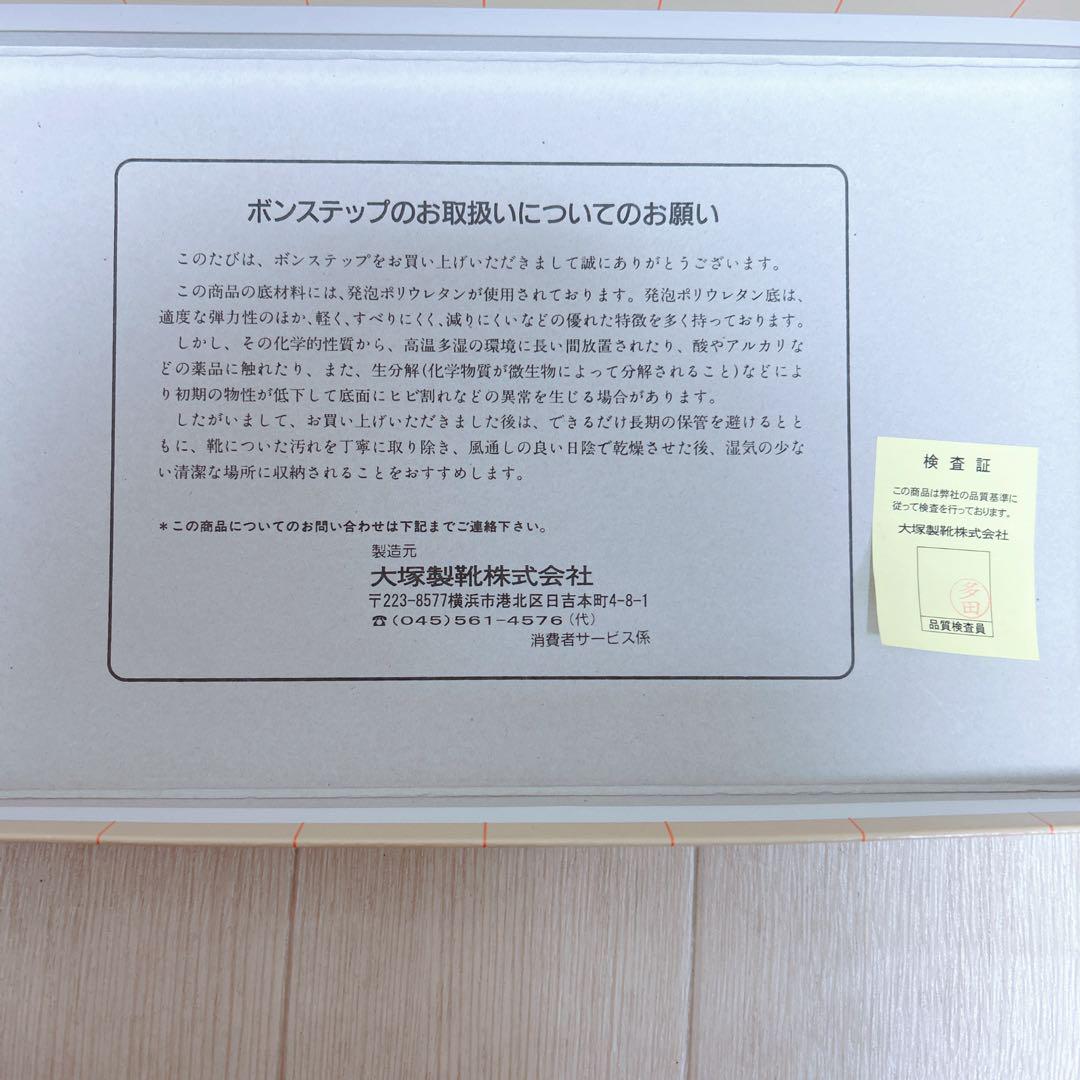 ボンステップのお取扱いについてのお願い
このたびは、ボンステップをお買い上げいただきまして誠にありがとうございます。
この商品の底材料には、発泡ポリウレタンが使用されております。発泡ポリウレタン底は、
適度な弾力性のほか、軽く、すべりにくく、減りにくいなどの優れた特徴を多く持っております。
しかし、その化学的性質から、高温多湿の環境に長い間放置されたり、酸やアルカリな
どの薬品に触れたり、また、生分解(化学物質が微生物によって分解されること)などによ
り初期の物性が低下して底面にヒビ割れなどの異常を生じる場合があります。
したがいまして、お買い上げいただきました後は、できるだけ長期の保管を避けるとと
もに、靴についた汚れを丁寧に取り除き、風通しの良い日陰で乾燥させた後、湿気の少な
い清潔な場所に収納されることをおすすめします。
＊この商品についてのお問い合わせは下記までご連絡下さい。
製造元
大塚製靴株式会社
〒223-8577横浜市港北区日吉本町4-8-1
☎(045)561-4576(代)
消費者サービス係
検査証
この商品は弊社の品質基準に
従って検査を行っております。
大塚製靴株式会社
多田
品質検査員